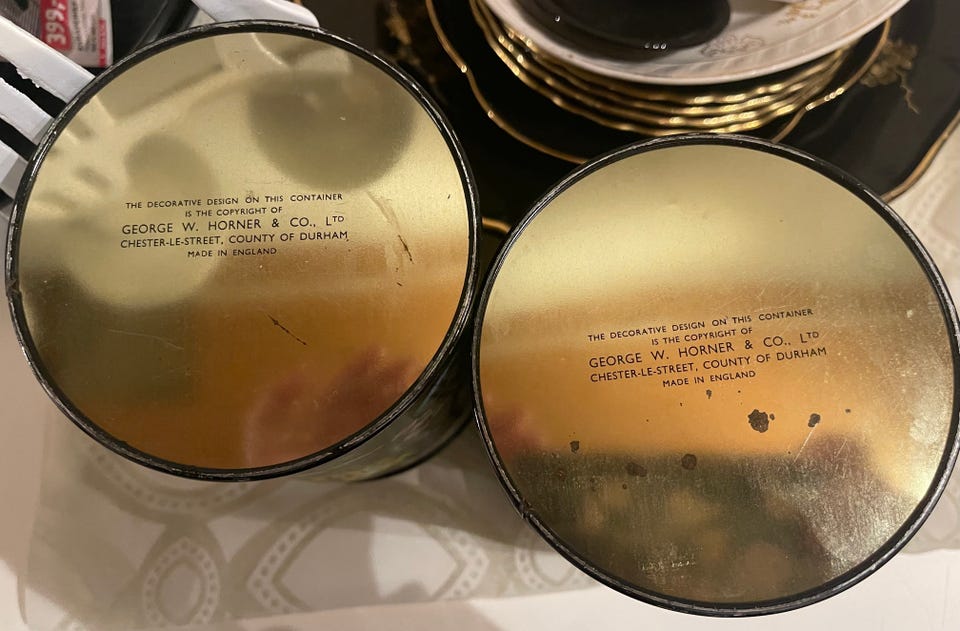 399,-
THE DECORATIVE DESIGN ON THIS CONTAINER
IS THE COPYRIGHT OF
GEORGE W. HORNER & CO., LTD
CHESTER-LE-STREET, COUNTY OF DURHAM,
MADE IN ENGLAND
THE DECORATIVE DESIGN ON THIS CONTAINER
IS THE COPYRIGHT OF
GEORGE W. HORNER & CO., LTD
CHESTER-LE-STREET, COUNTY OF DURHAM
MADE IN ENGLAND